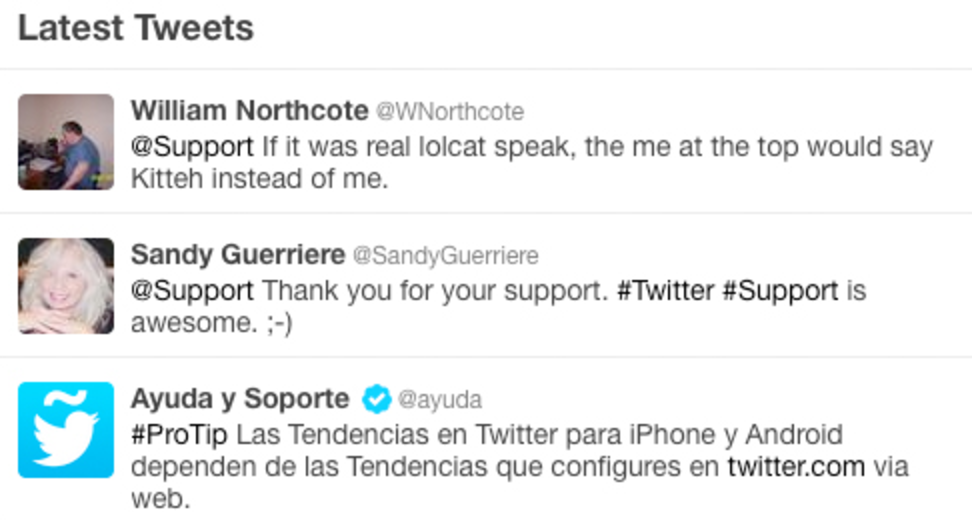 Latest Tweets
William Northcote @WNorthcote
@Support If it was real lolcat speak, the me at the top would say
Kitteh instead of me.
Sandy Guerriere @SandyGuerriere
@Support Thank you for your support. #Twitter #Support is
awesome. ;-)
Ayuda y Soporte @ayuda
#ProTip Las Tendencias en Twitter para iPhone y Android
dependen de las Tendencias que configures en twitter.com via
web.